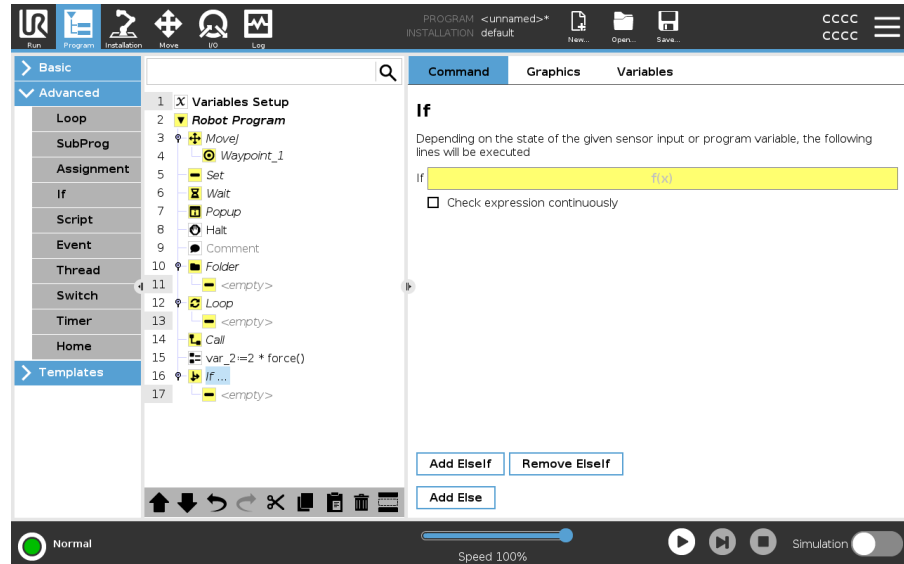 UR
Run
Program
Installation
Move
I/O
Log
PROGRAM <unnamed>*
INSTALLATION default
New...
Open...
Save...
CCCC
CCCC
Basic
Advanced
Loop
SubProg
Assignment
If
Script
Event
Thread
Switch
Timer
Home
Templates
1 X Variables Setup
2 Robot Program
3 MoveJ
4 Waypoint_1
5 Set
6 Wait
7 Popup
8 Halt
9 Comment
10 Folder
11 <empty>
12 Loop
13 <empty>
14 Call
15 var_2:=2 * force()
16 If ...
17 <empty>
Command Graphics Variables
If
Depending on the state of the given sensor input or program variable, the following
lines will be executed
If f(x)
Check expression continuously
Add ElseIf Remove ElseIf
Add Else
Normal
Speed 100%
Simulation